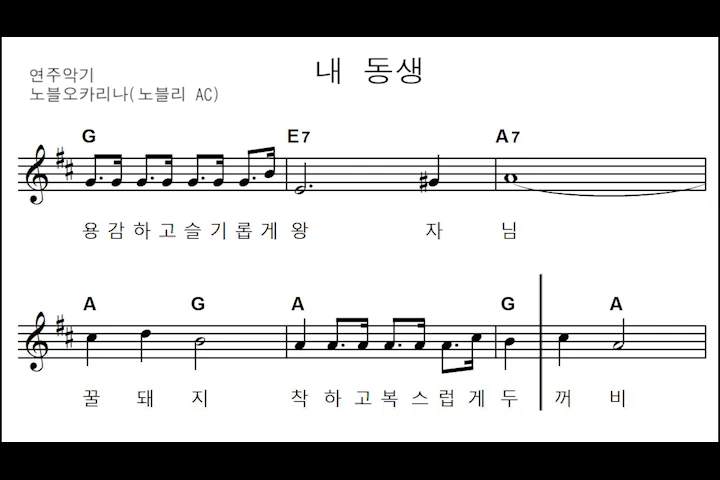 내 동생
연주악기
노블오카리나(노블리 AC)
G E7 A7
용 감 하 고 슬 기 롭 게 왕 자 님
A G A G A
꿀 돼 지 착 하 고 복 스 럽 게 두 꺼 비